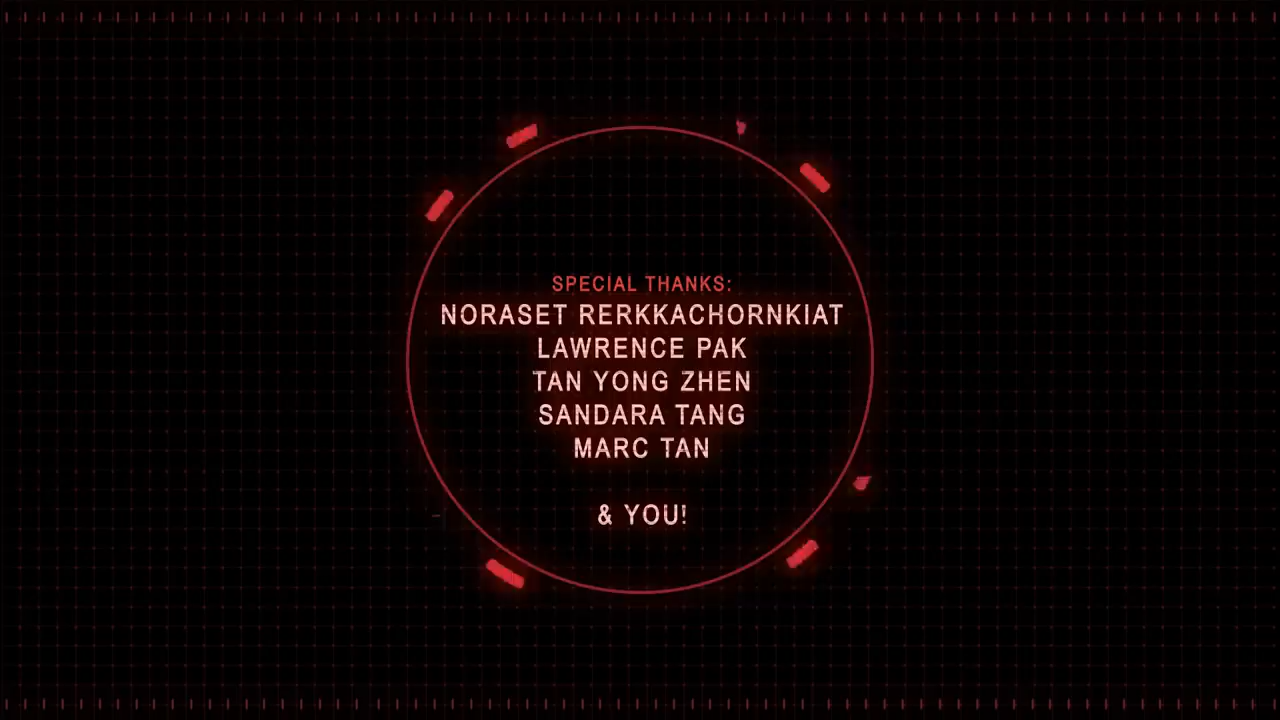 SPECIAL THANKS:
NORASET RERKKACHORNKIAT
LAWRENCE PAK
TAN YONG ZHEN
SANDARA TANG
MARC TAN
& YOU!